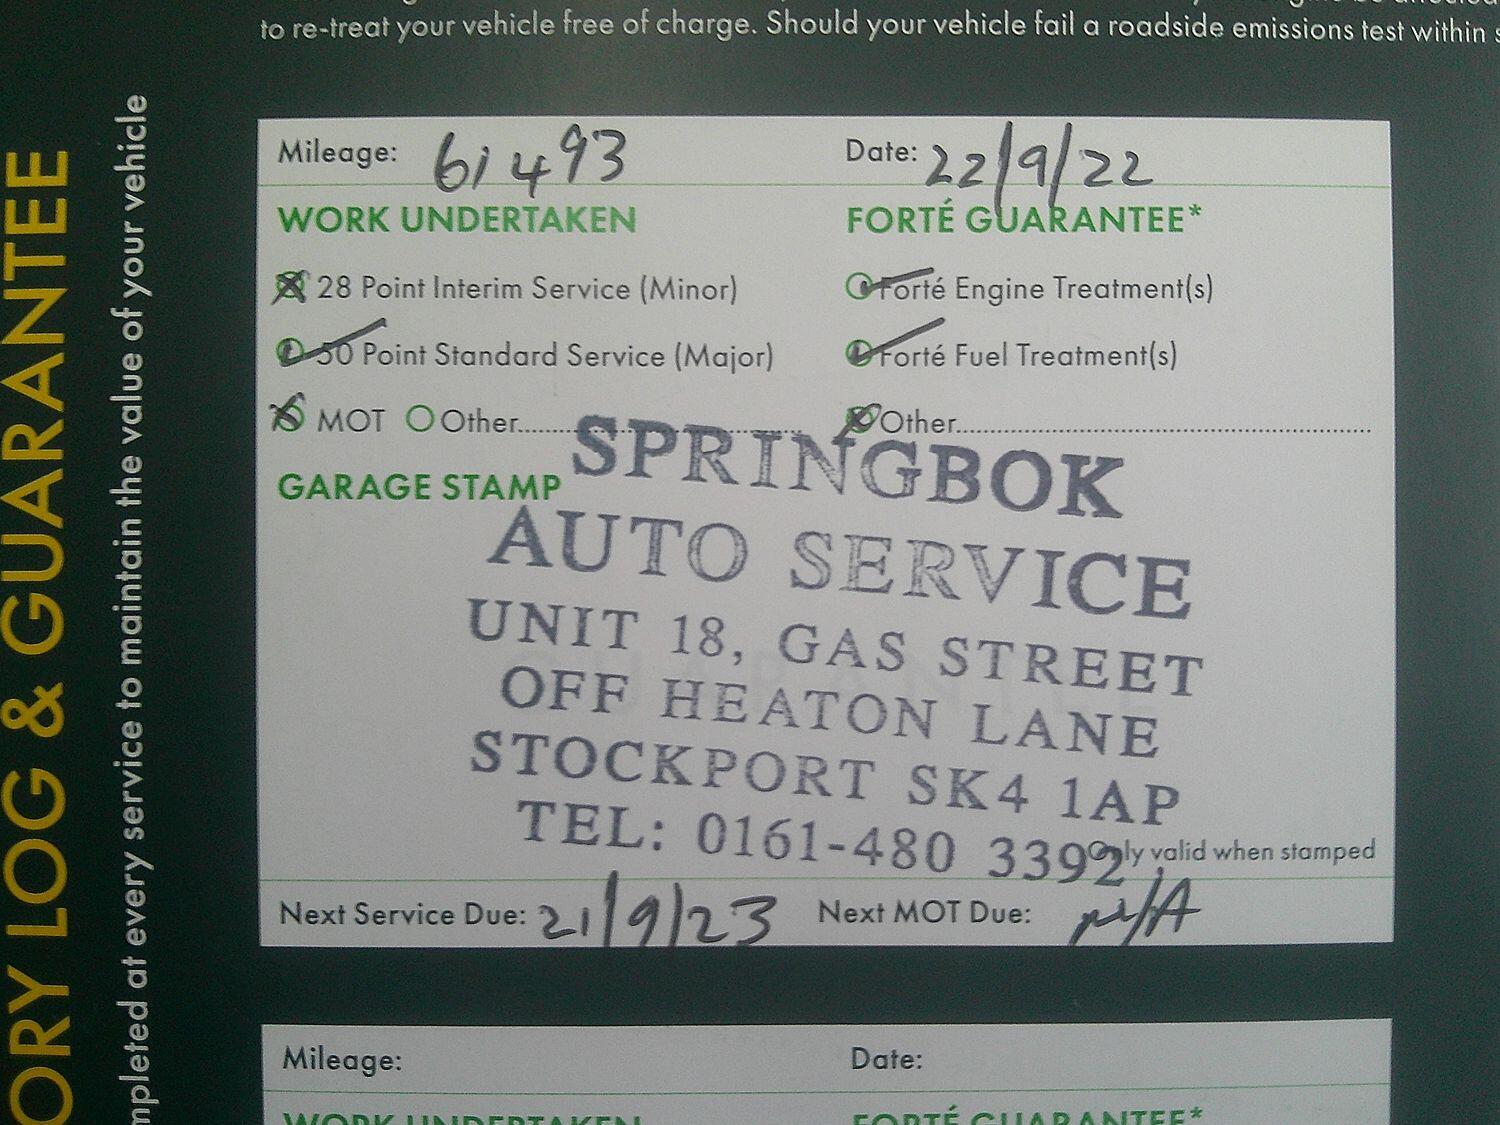 to re-treat your vehicle free of charge. Should your vehicle fail a roadside emissions test within
ORY LOG & GUARANTEE
mpleted at every service to maintain the value of your vehicle
Mileage: 61493 Date: 22/9/22
WORK UNDERTAKEN FORTÉ GUARANTEE*
28 Point Interim Service (Minor) Forté Engine Treatment(s)
50 Point Standard Service (Major) Forté Fuel Treatment(s)
MOT Other Other
GARAGE STAMP
SPRINGBOK
AUTO SERVICE
UNIT 18, GAS STREET
OFF HEATON LANE
STOCKPORT SK4 1AP
TEL: 0161-480 3392
Only valid when stamped
Next Service Due: 21/9/23 Next MOT Due: N/A
Mileage: Date:
WORK UNDERTAKEN FORTÉ GUARANTEE*